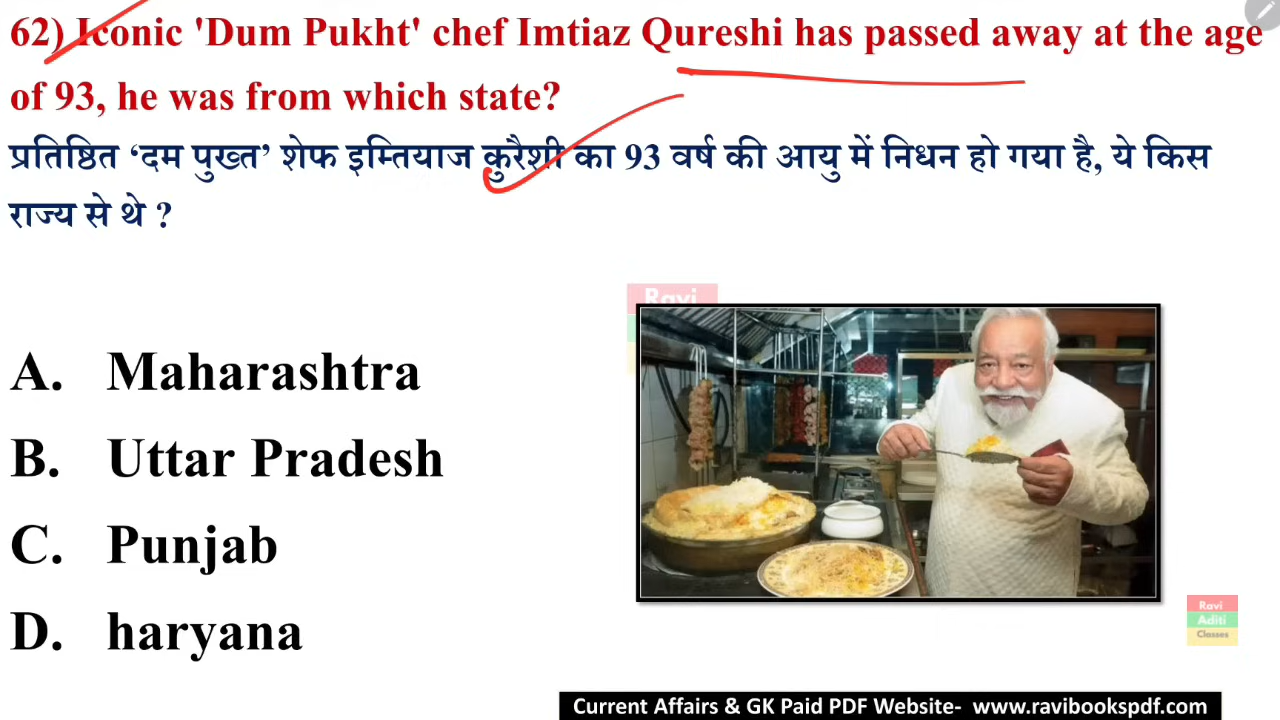 62) Iconic 'Dum Pukht' chef Imtiaz Qureshi has passed away at the age
of 93, he was from which state?
प्रतिष्ठित ‘दम पुख्त’ शेफ इम्तियाज कुरैशी का 93 वर्ष की आयु में निधन हो गया है, ये किस
राज्य से थे ?
Ravi
A. Maharashtra
B. Uttar Pradesh
C. Punjab
D. haryana
Ravi
Aditi
Classes
Current Affairs & GK Paid PDF Website- www.ravibookspdf.com